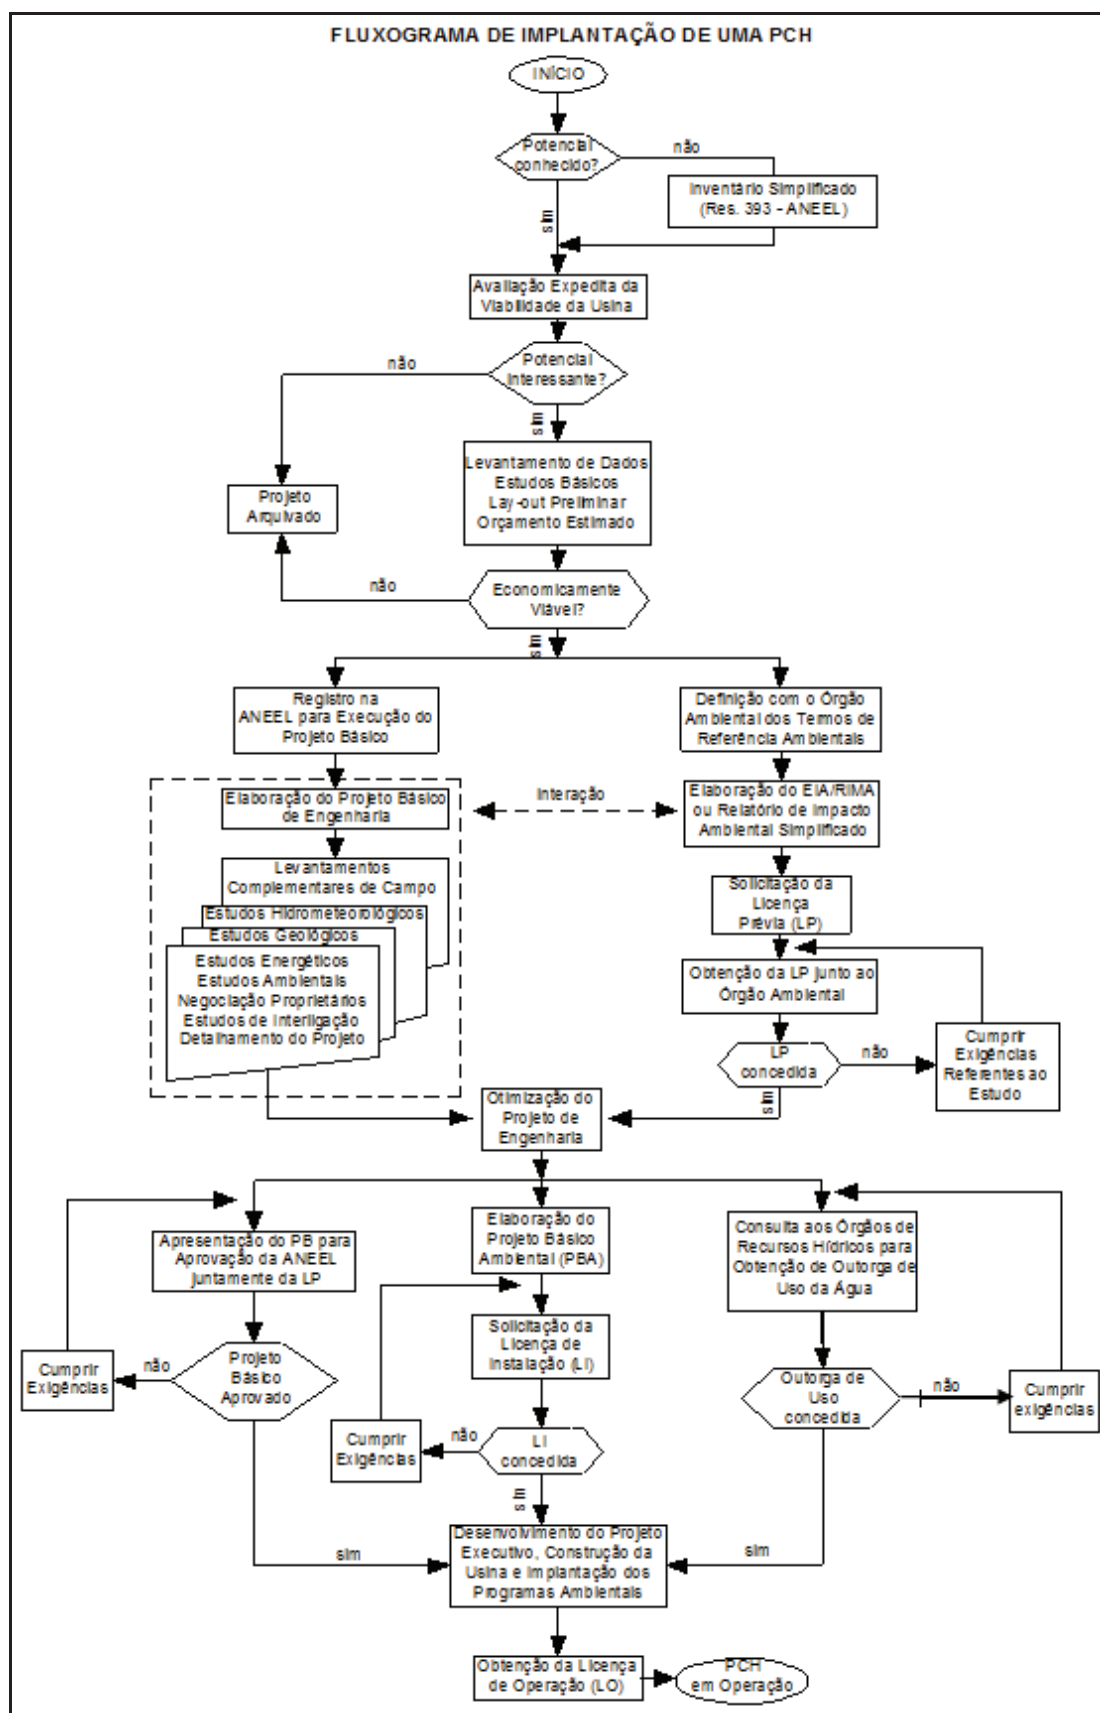 FLUXOGRAMA DE IMPLANTAÇÃO DE UMA PCH
INÍCIO
Potencial
conhecido?
não
Inventário Simplificado
(Res. 393 - ANEEL)
sim
Avaliação Expedita da
Viabilidade da Usina
Potencial
Interessante?
não
sim
Levantamento de Dados
Estudos Básicos
Lay-out Preliminar
Orçamento Estimado
Projeto
Arquivado
não
Economicamente
Viável?
sim
Registro na
ANEEL para Execução do
Projeto Básico
Definição com o Órgão
Ambiental dos Termos de
Referência Ambientais
Elaboração do Projeto Básico
de Engenharia
Interação
Elaboração do EIA/RIMA
ou Relatório de Impacto
Ambiental Simplificado
Levantamentos
Complementares de Campo
Estudos Hidrometeorológicos
Estudos Geológicos
Estudos Energéticos
Estudos Ambientais
Negociação Proprietários
Estudos de Interligação
Detalhamento do Projeto
Solicitação da
Licença
Prévia (LP)
Obtenção da LP junto ao
Órgão Ambiental
LP
concedida
não
Cumprir
Exigências
Referentes ao
Estudo
sim
Otimização do
Projeto de
Engenharia
Apresentação do PB para
Aprovação da ANEEL
juntamente da LP
Elaboração do
Projeto Básico
Ambiental (PBA)
Consulta aos Órgãos de
Recursos Hídricos para
Obtenção de Outorga de
Uso da Água
Solicitação da
Licença de
Instalação (LI)
Cumprir
Exigências
não
Projeto
Básico
Aprovado
Outorga de
Uso
concedida
não
Cumprir
exigências
Cumprir
Exigências
não
LI
concedida
sim
sim
sim
Desenvolvimento do Projeto
Executivo, Construção da
Usina e Implantação dos
Programas Ambientais
Obtenção da Licença
de Operação (LO)
PCH
em Operação